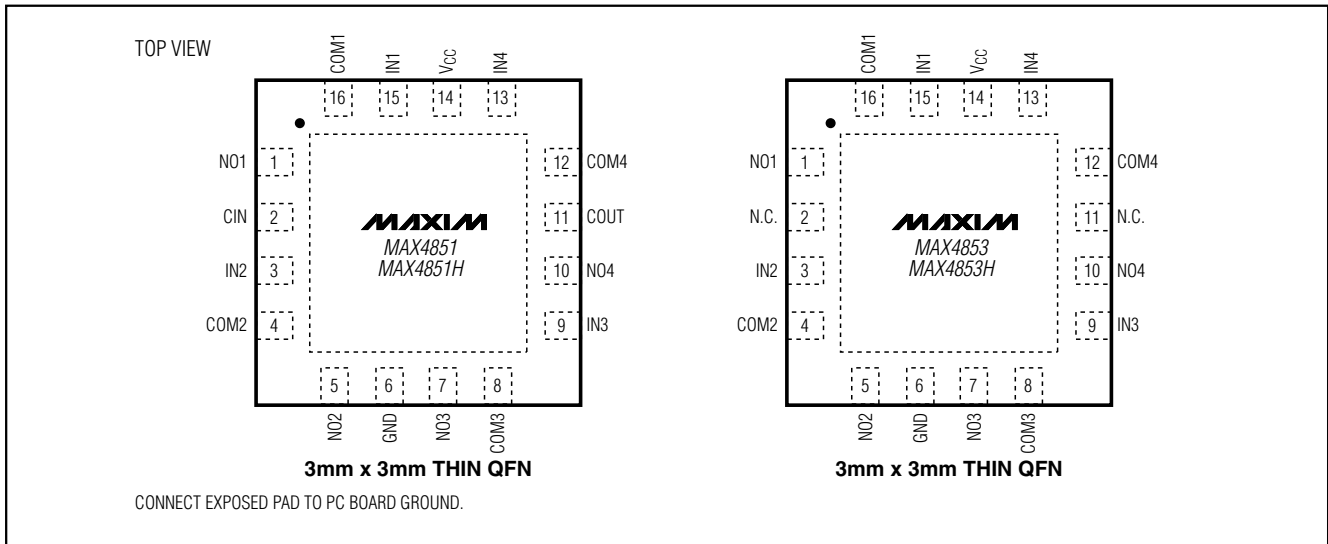 TOP VIEW
COM1 IN1 VCC IN4
16 15 14 13
NO1 1
CIN 2
IN2 3
COM2 4
MAXIM
MAX4851
MAX4851H
12 COM4
11 COUT
10 NO4
9 IN3
5 6 7 8
NO2 GND NO3 COM3
3mm x 3mm THIN QFN
COM1 IN1 VCC IN4
16 15 14 13
NO1 1
N.C. 2
IN2 3
COM2 4
MAXIM
MAX4853
MAX4853H
12 COM4
11 N.C.
10 NO4
9 IN3
5 6 7 8
NO2 GND NO3 COM3
3mm x 3mm THIN QFN
CONNECT EXPOSED PAD TO PC BOARD GROUND.